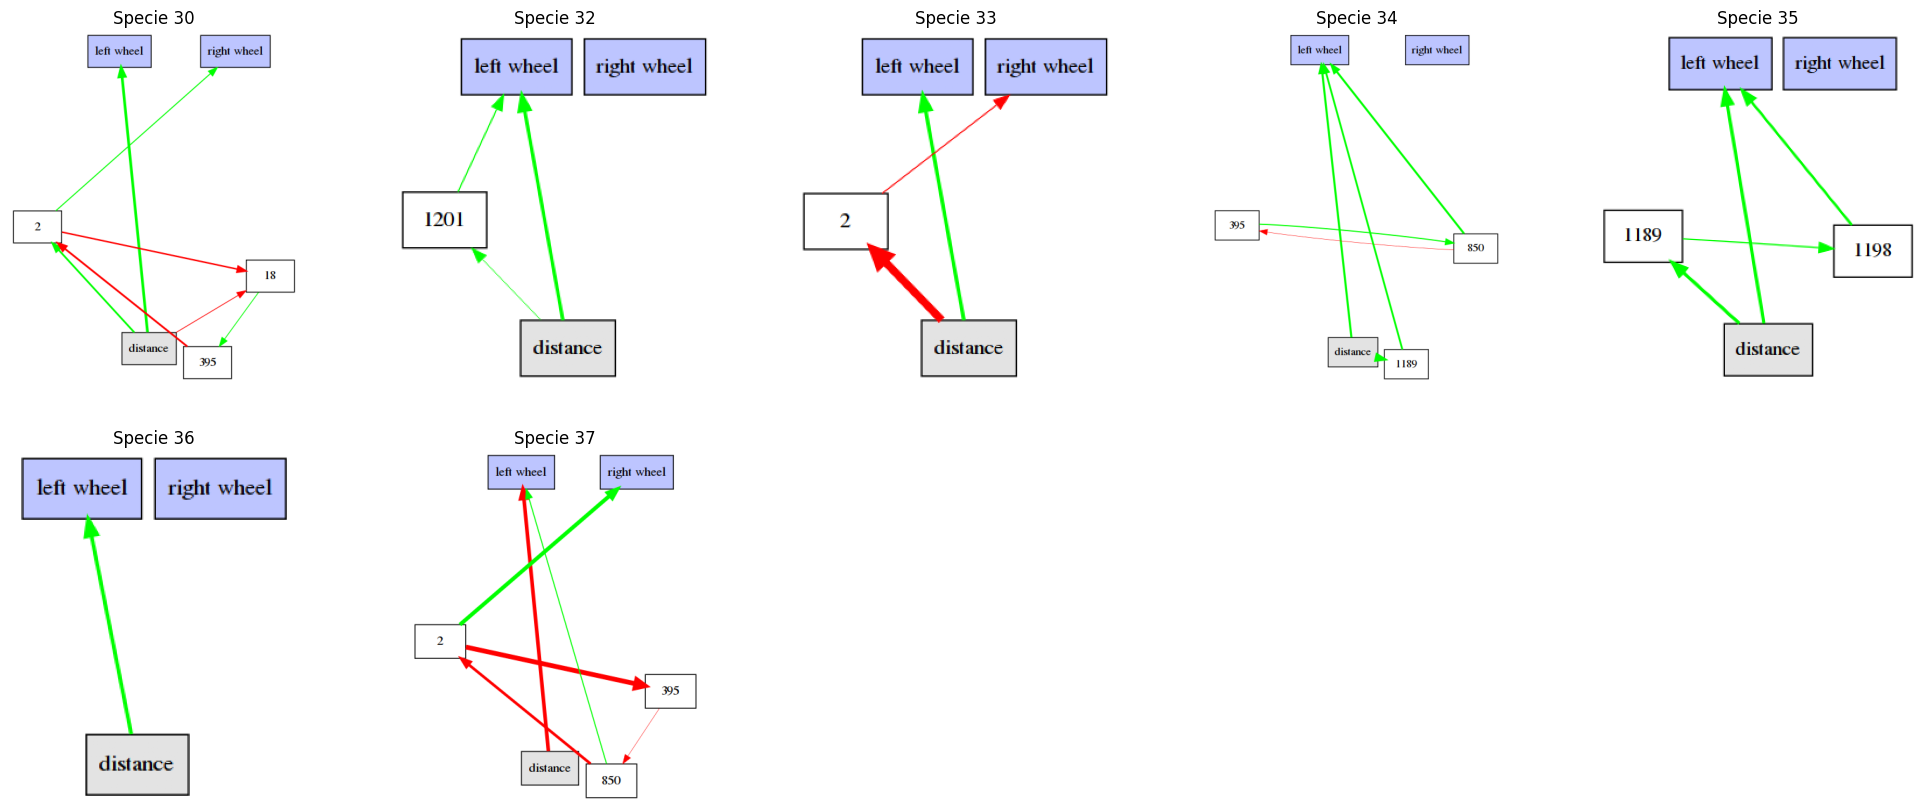 Specie 30
left wheel
right wheel
2
18
distance
395
Specie 32
left wheel
right wheel
1201
distance
Specie 33
left wheel
right wheel
2
distance
Specie 34
left wheel
right wheel
395
850
distance
1189
Specie 35
left wheel
right wheel
1189
1198
distance
Specie 36
left wheel
right wheel
distance
Specie 37
left wheel
right wheel
2
395
distance
850